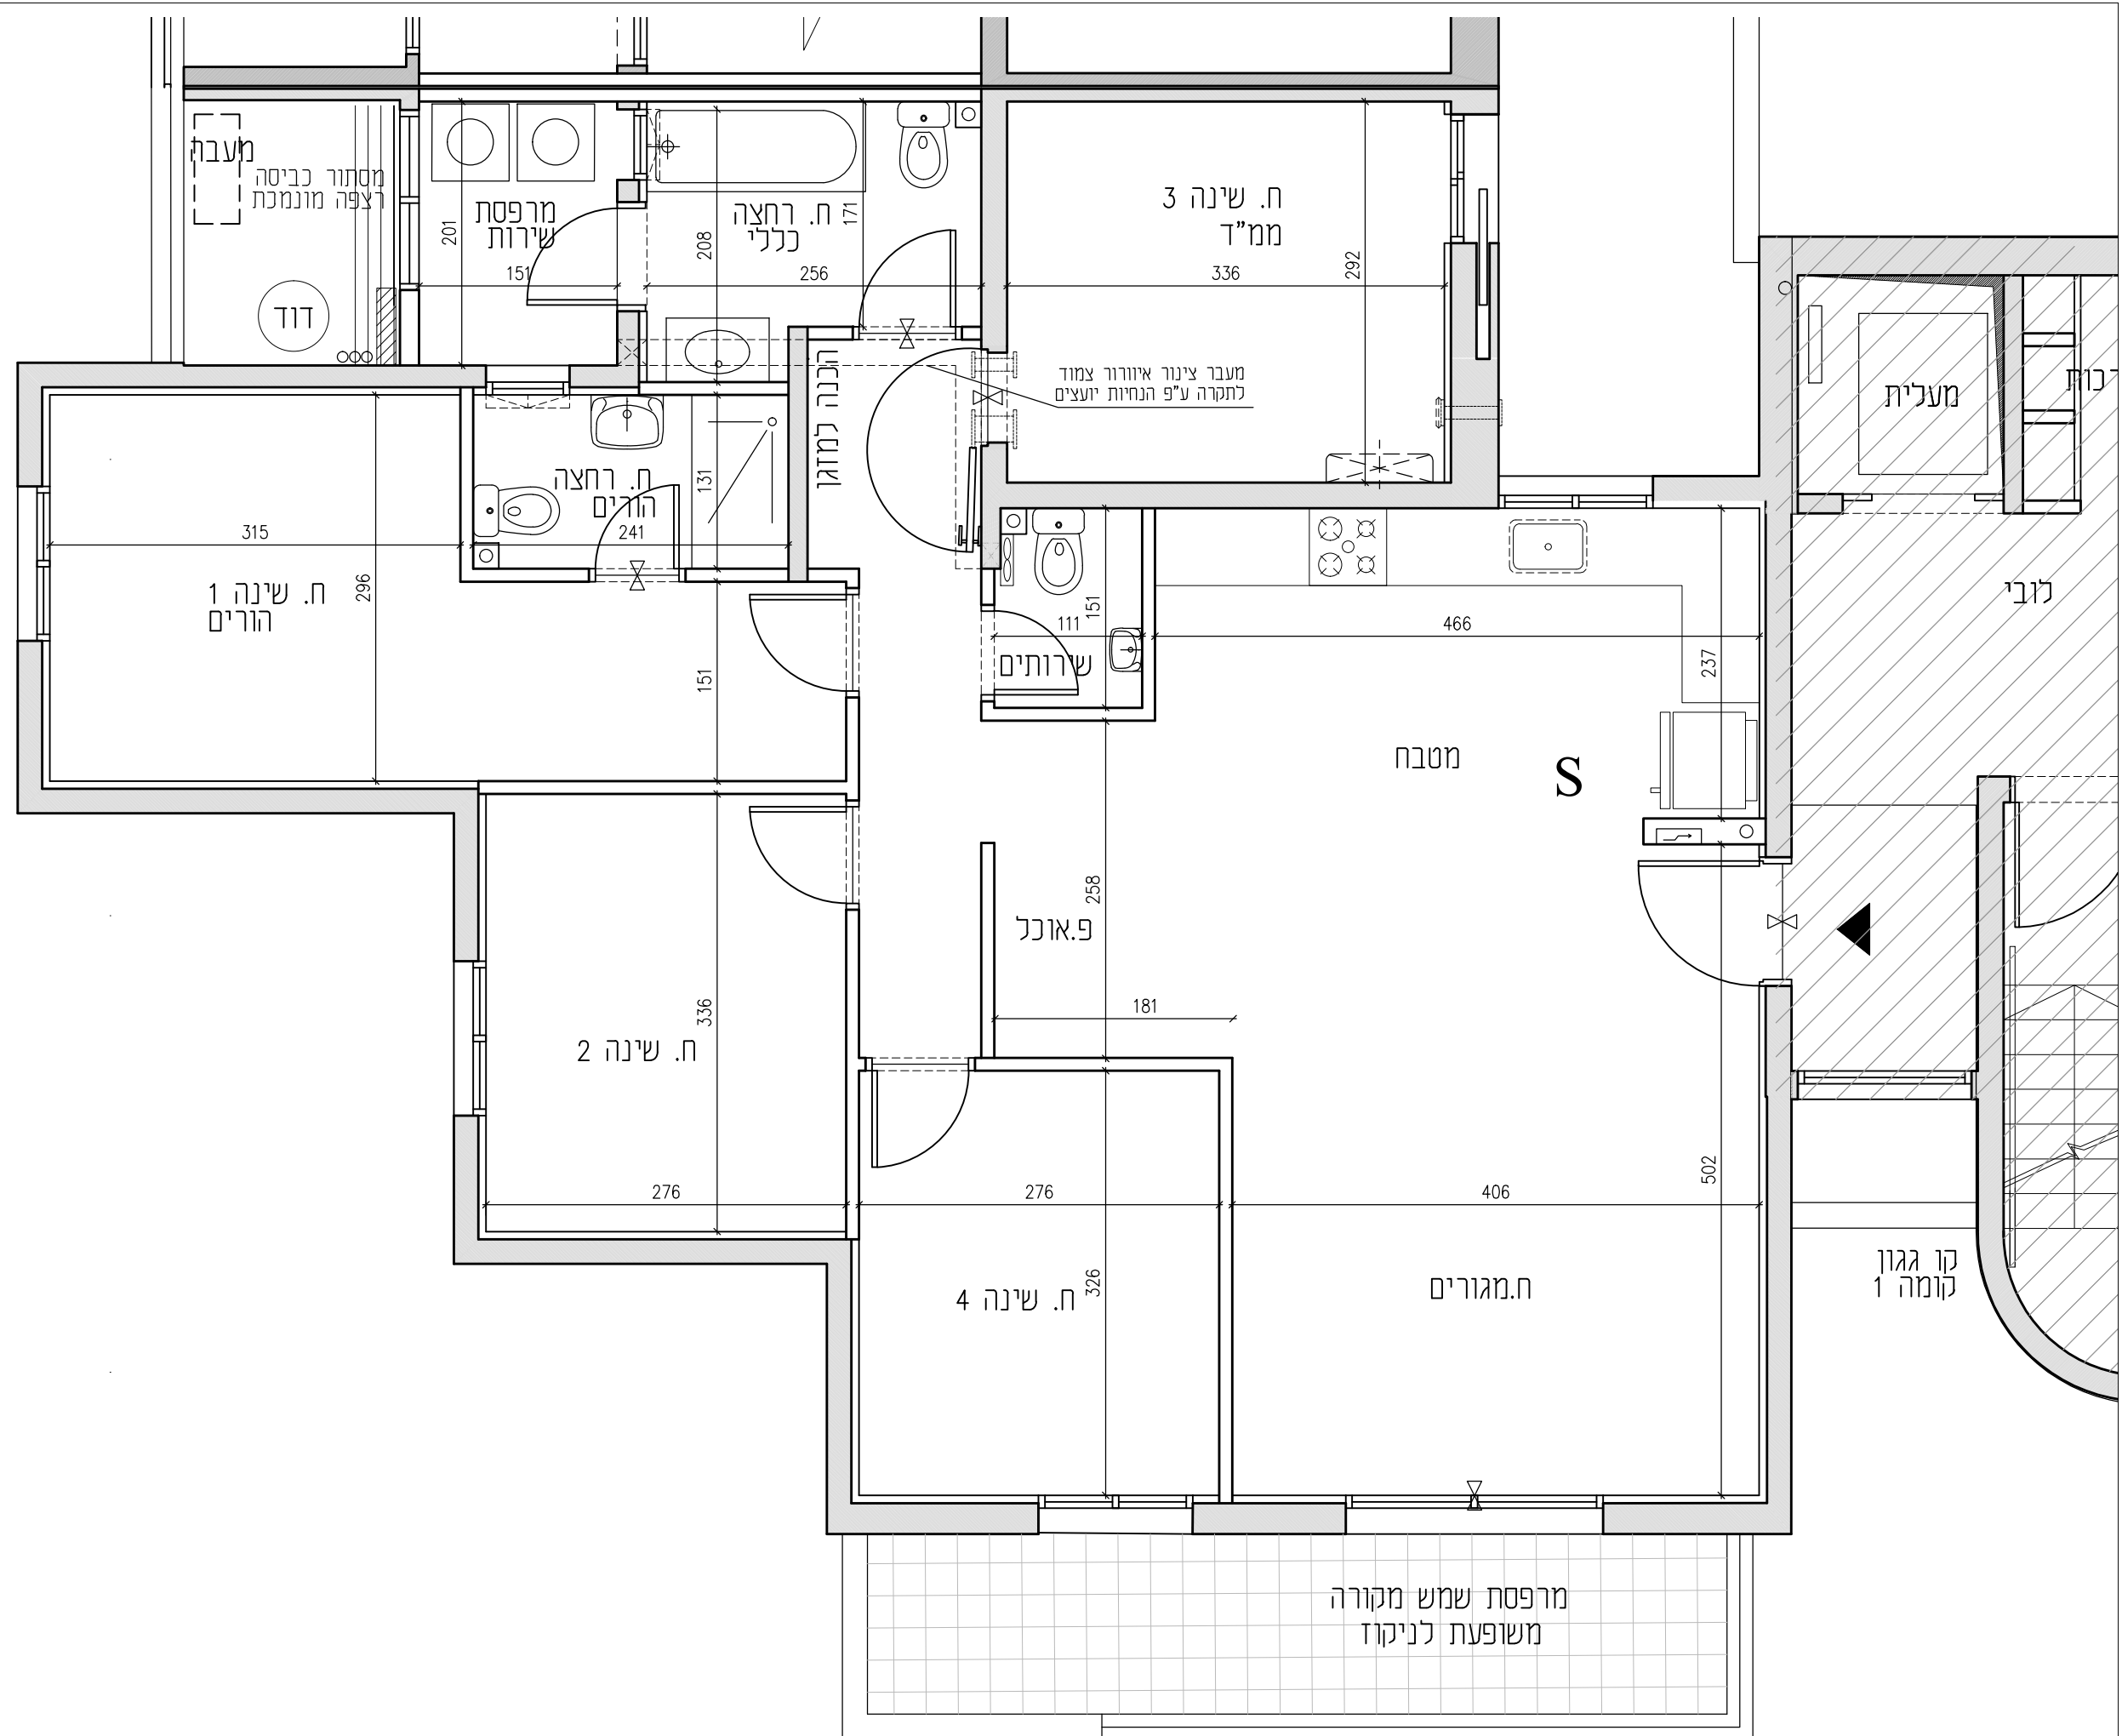 מעבה
מסתור כביסה
רצפה מונמכת
דוד
מרפסת
שירות
201
151
ח. רחצה
כללי
208
256
171
ח. שינה 3
ממ"ד
336
292
מעבר צינור איוורור צמוד
לתקרה ע"פ הנחיות יועצים
הכנה למזגן
מעלית
לובי
ח. רחצה
הורים
131
241
315
296
ח. שינה 1
הורים
151
111
151
שירותים
466
237
מטבח
S
258
פ.אוכל
181
336
ח. שינה 2
276
276
406
502
326
ח. שינה 4
ח.מגורים
קו גגון
קומה 1
מרפסת שמש מקורה
משופעת לניקוז